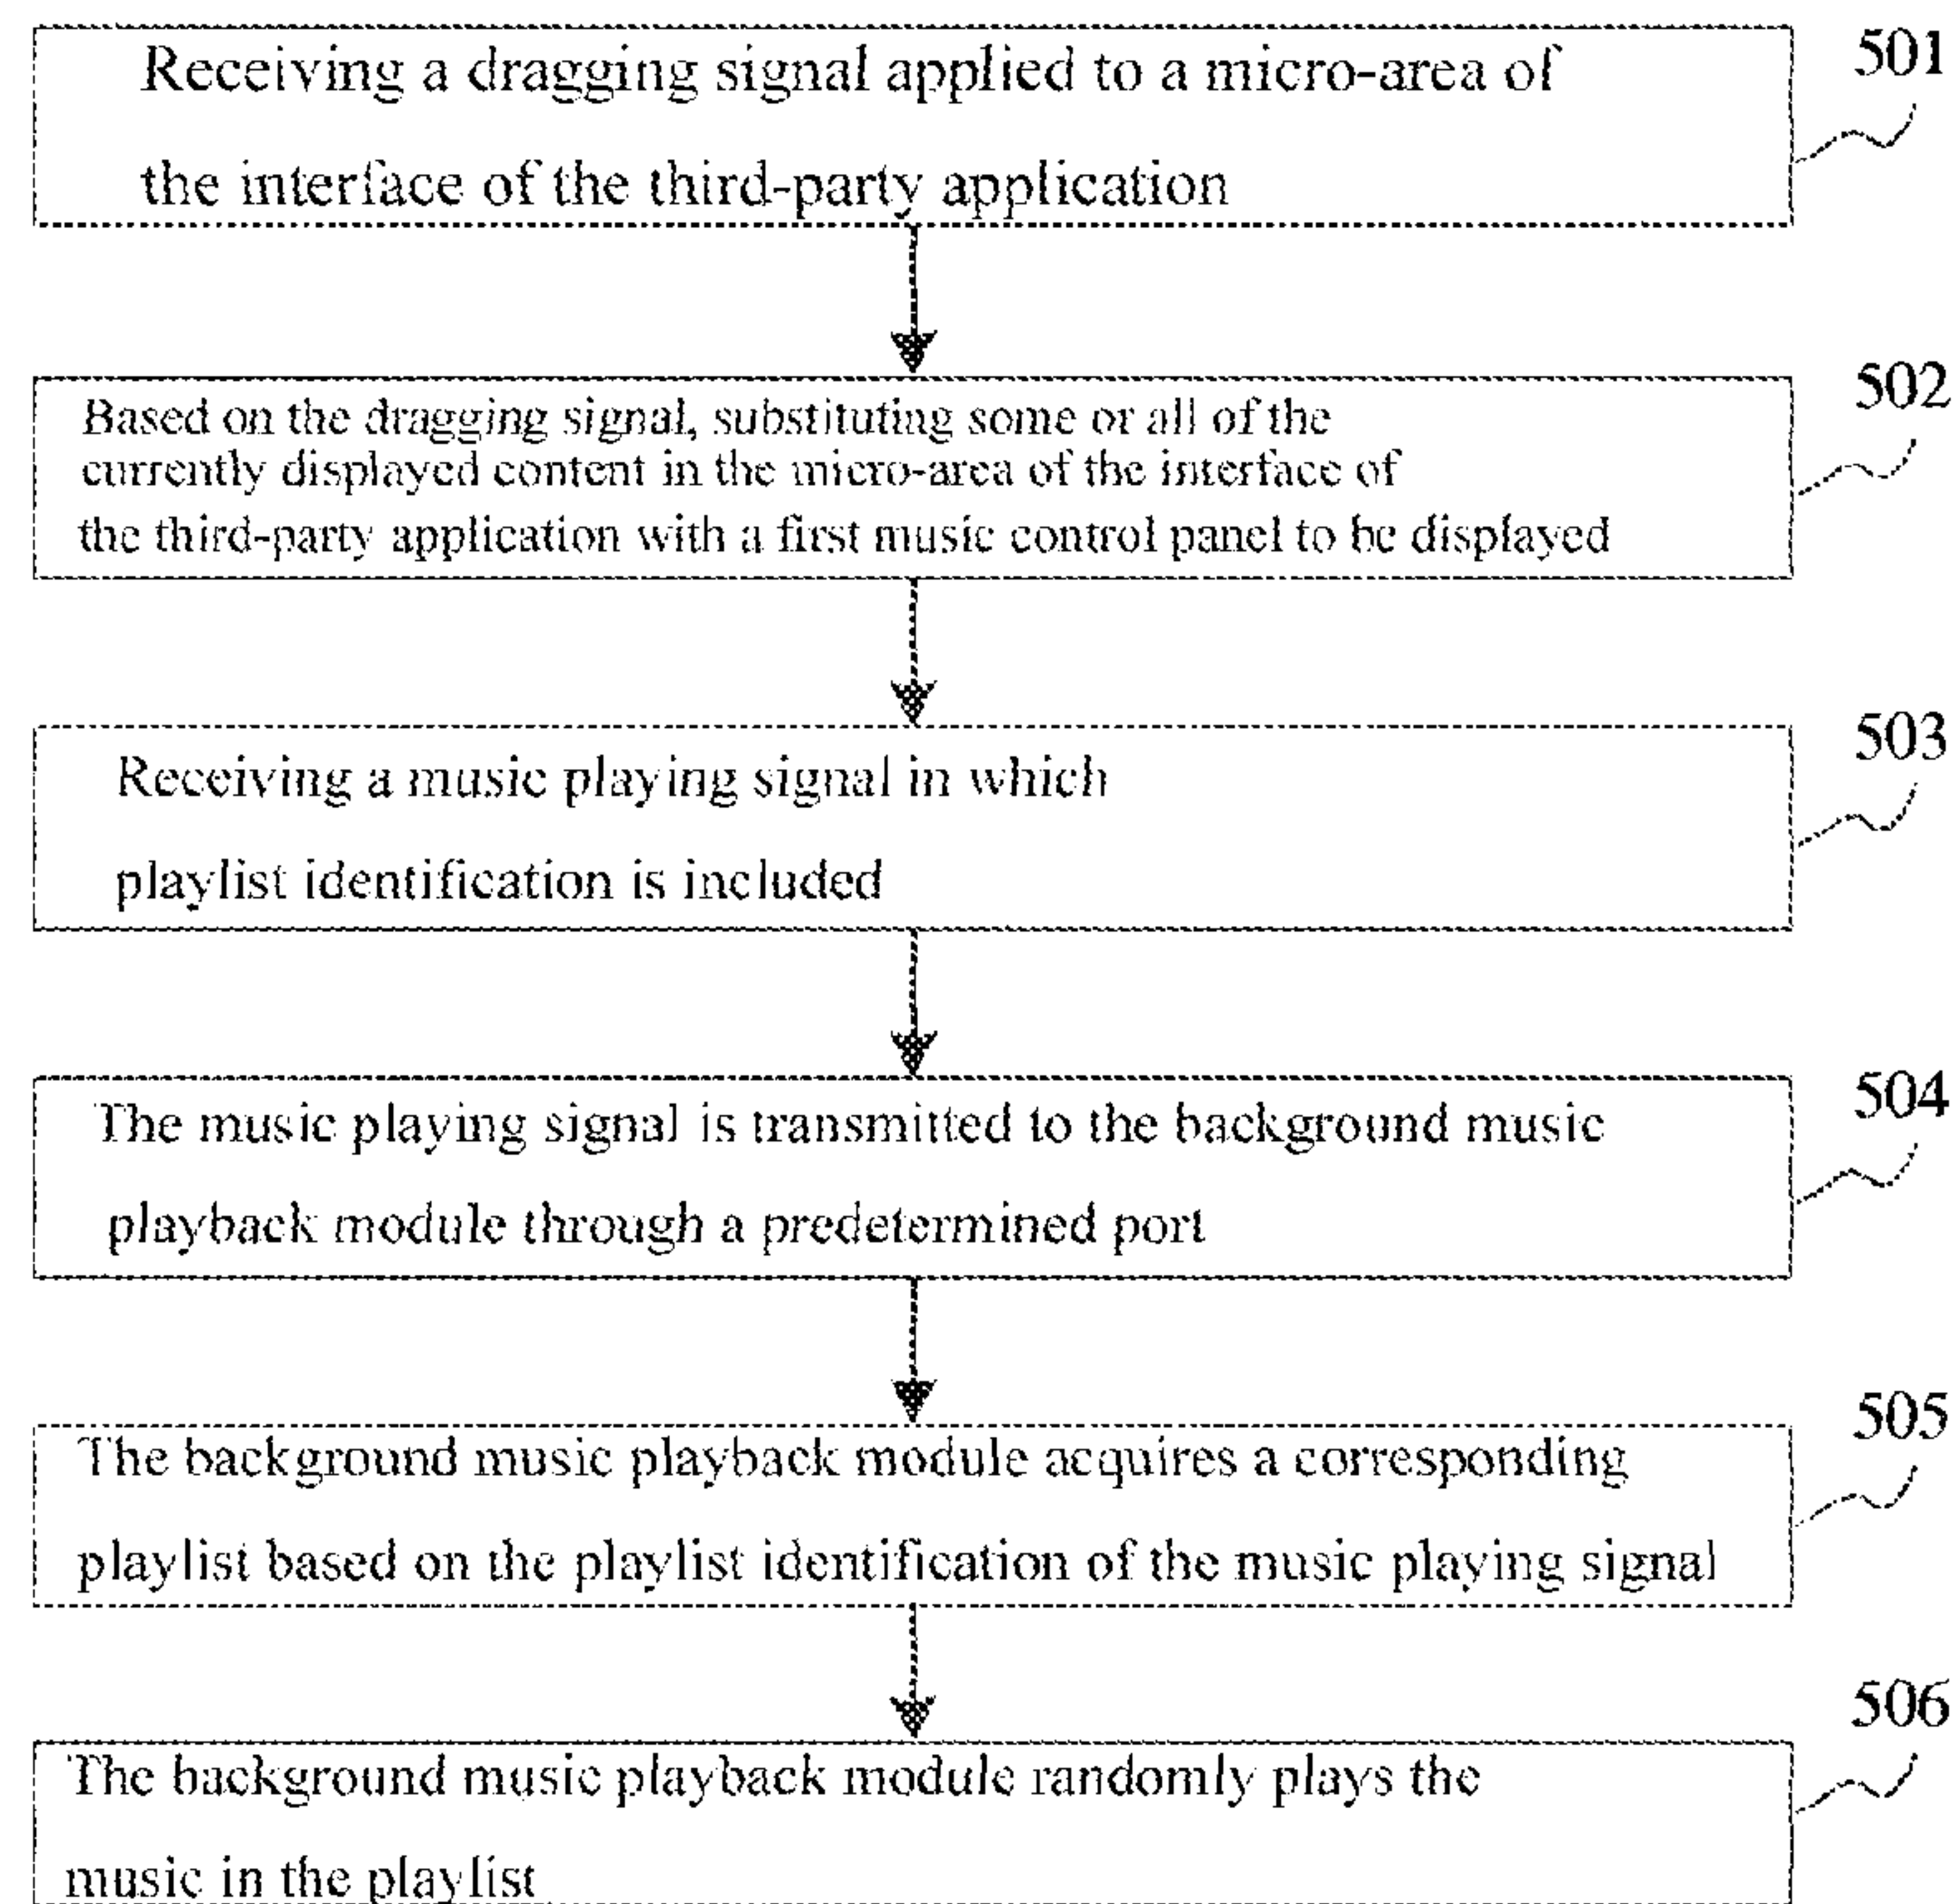 Receiving a dragging signal applied to a micro-area of
the interface of the third-party application
501
Based on the dragging signal, substituting some or all of the
currently displayed content in the micro-area of the interface of
the third-party application with a first music control panel to be displayed
502
Receiving a music playing signal in which
playlist identification is included
503
The music playing signal is transmitted to the background music
playback module through a predetermined port
504
The background music playback module acquires a corresponding
playlist based on the playlist identification of the music playing signal
505
The background music playback module randomly plays the
music in the playlist
506